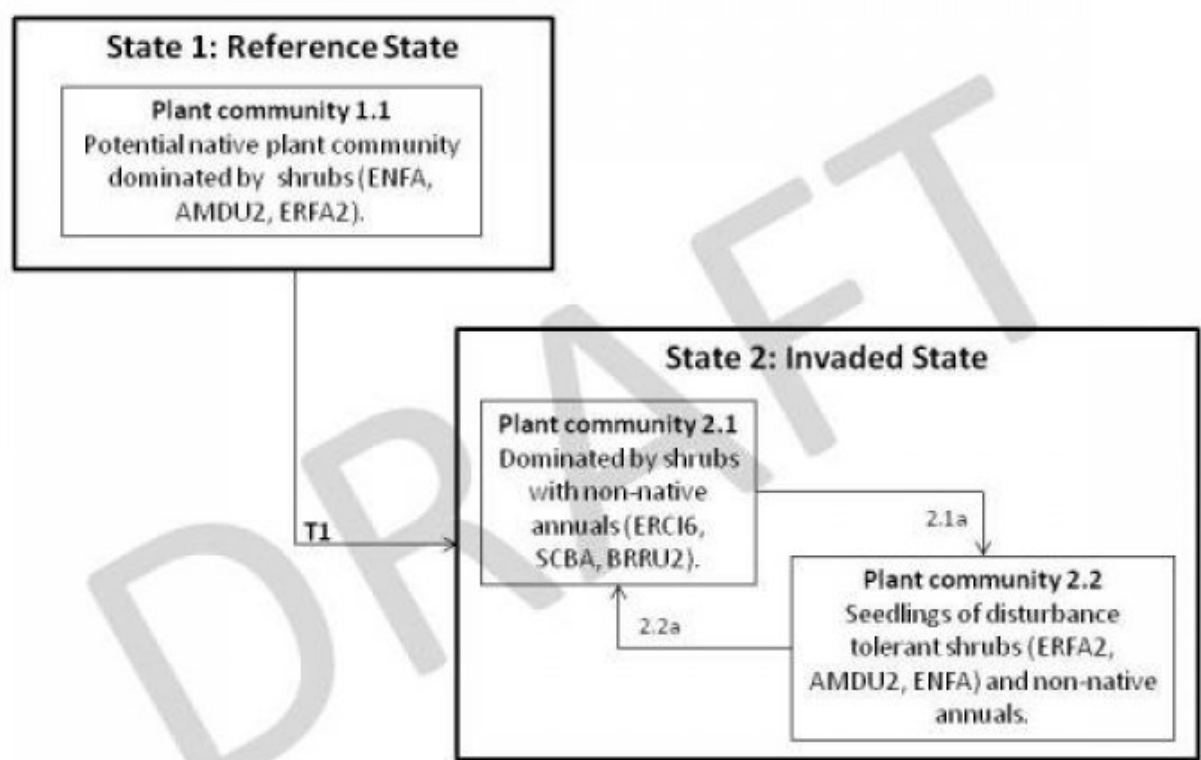 State 1: Reference State
Plant community 1.1
Potential native plant community
dominated by shrubs (ENFA,
AMDU2, ERFA2).
State 2: Invaded State
Plant community 2.1
Dominated by shrubs
with non-native
annuals (ERCI6,
SCBA, BRRU2).
T1
2.1a
2.2a
Plant community 2.2
Seedlings of disturbance
tolerant shrubs (ERFA2,
AMDU2, ENFA) and non-native
annuals.
DRAFT